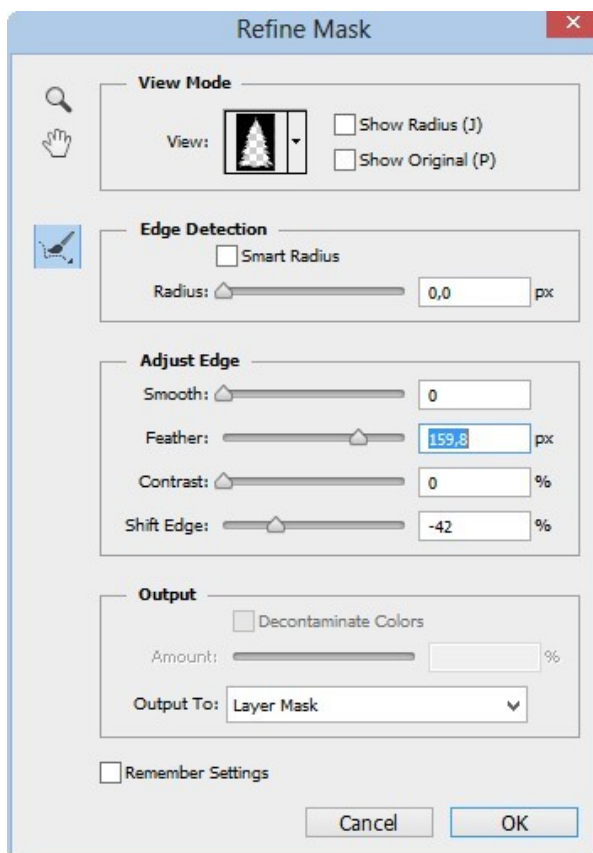 Refine Mask
View Mode
View:
Show Radius (J)
Show Original (P)
Edge Detection
Smart Radius
Radius: 0,0 px
Adjust Edge
Smooth: 0
Feather: 159,8 px
Contrast: 0 %
Shift Edge: -42 %
Output
Decontaminate Colors
Amount: %
Output To: Layer Mask
Remember Settings
Cancel OK